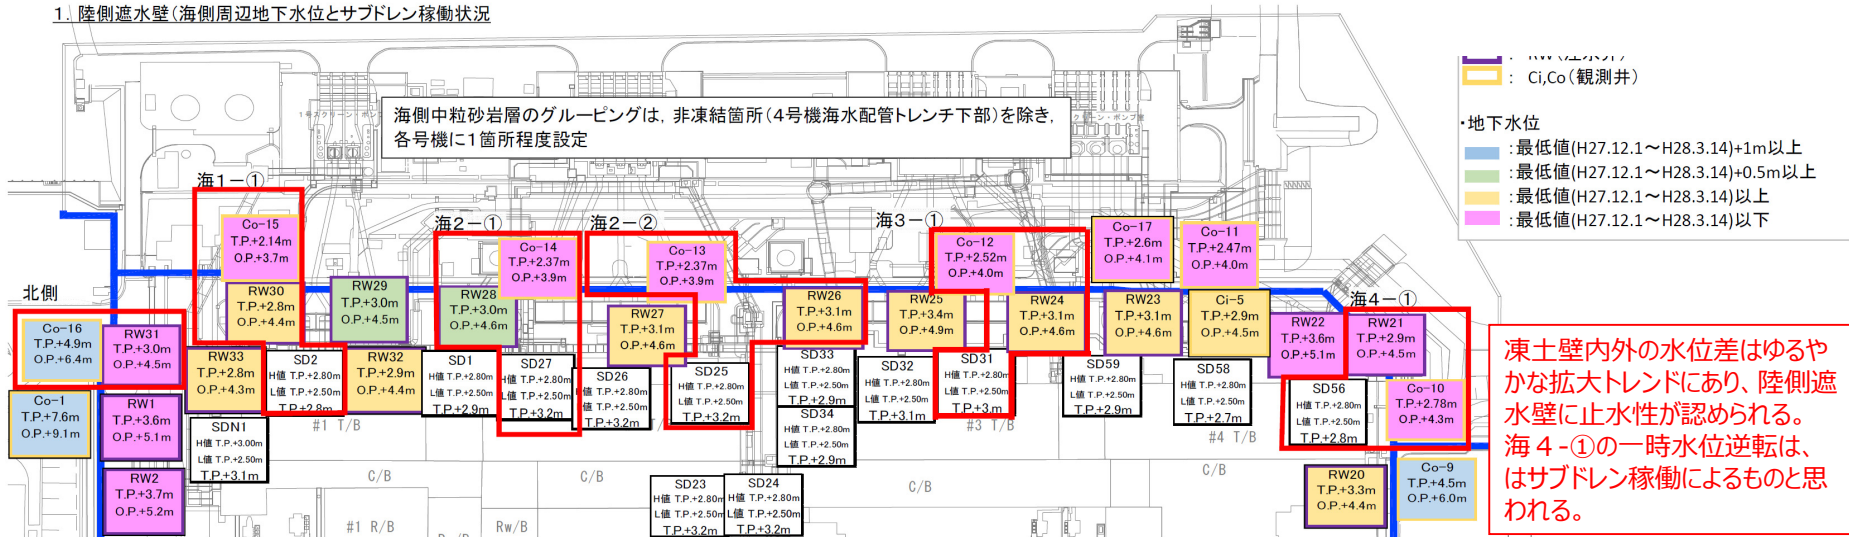 1. 陸側遮水壁(海側周辺地下水位とサブドレン稼働状況
海側中粒砂岩層のグルーピングは, 非凍結箇所(4号機海水配管トレンチ下部)を除き,
各号機に1箇所程度設定
: RW(注水井)
: Ci,Co(観測井)
・地下水位
:最低値(H27.12.1～H28.3.14)+1m以上
:最低値(H27.12.1～H28.3.14)+0.5m以上
:最低値(H27.12.1～H28.3.14)以上
:最低値(H27.12.1～H28.3.14)以下
北側
海1-①
海2-①
海2-②
海3-①
海4-①
Co-15
T.P.+2.14m
O.P.+3.7m
Co-14
T.P.+2.37m
O.P.+3.9m
Co-13
T.P.+2.37m
O.P.+3.9m
Co-12
T.P.+2.52m
O.P.+4.0m
Co-17
T.P.+2.6m
O.P.+4.1m
Co-11
T.P.+2.47m
O.P.+4.0m
Co-16
T.P.+4.9m
O.P.+6.4m
RW31
T.P.+3.0m
O.P.+4.5m
RW30
T.P.+2.8m
O.P.+4.4m
RW29
T.P.+3.0m
O.P.+4.5m
RW28
T.P.+3.0m
O.P.+4.6m
RW27
T.P.+3.1m
O.P.+4.6m
RW26
T.P.+3.1m
O.P.+4.6m
RW25
T.P.+3.4m
O.P.+4.9m
RW24
T.P.+3.1m
O.P.+4.6m
RW23
T.P.+3.1m
O.P.+4.6m
Ci-5
T.P.+2.9m
O.P.+4.5m
RW22
T.P.+3.6m
O.P.+5.1m
RW21
T.P.+2.9m
O.P.+4.5m
Co-1
T.P.+7.6m
O.P.+9.1m
RW1
T.P.+3.6m
O.P.+5.1m
RW33
T.P.+2.8m
O.P.+4.3m
SD2
H値 T.P.+2.80m
L値 T.P.+2.50m
T.P.+2.8m
RW32
T.P.+2.9m
O.P.+4.4m
SD1
H値 T.P.+2.80m
L値 T.P.+2.50m
T.P.+2.9m
SD27
H値 T.P.+2.80m
L値 T.P.+2.50m
T.P.+3.2m
SD26
H値 T.P.+2.80m
L値 T.P.+2.50m
T.P.+3.2m
SD25
H値 T.P.+2.80m
L値 T.P.+2.50m
T.P.+3.2m
SD33
H値 T.P.+2.80m
L値 T.P.+2.50m
T.P.+2.9m
SD32
H値 T.P.+2.80m
L値 T.P.+2.50m
T.P.+3.1m
SD31
H値 T.P.+2.80m
L値 T.P.+2.50m
T.P.+3.m
SD59
H値 T.P.+2.80m
L値 T.P.+2.50m
T.P.+2.9m
SD58
H値 T.P.+2.80m
L値 T.P.+2.50m
T.P.+2.7m
SD56
H値 T.P.+2.80m
L値 T.P.+2.50m
T.P.+2.8m
Co-10
T.P.+2.78m
O.P.+4.3m
SDN1
H値 T.P.+3.00m
L値 T.P.+2.50m
T.P.+3.1m
SD34
H値 T.P.+2.80m
L値 T.P.+2.50m
T.P.+2.9m
#1 T/B
#3 T/B
#4 T/B
RW2
T.P.+3.7m
O.P.+5.2m
C/B
C/B
C/B
C/B
SD23
H値 T.P.+2.80m
L値 T.P.+2.50m
T.P.+3.2m
SD24
H値 T.P.+2.80m
L値 T.P.+2.50m
T.P.+3.2m
RW20
T.P.+3.3m
O.P.+4.4m
Co-9
T.P.+4.5m
O.P.+6.0m
#1 R/B
Rw/B
凍土壁内外の水位差はゆるや
かな拡大トレンドにあり、陸側遮
水壁に止水性が認められる。
海4-①の一時水位逆転は、
はサブドレン稼働によるものと思
われる。